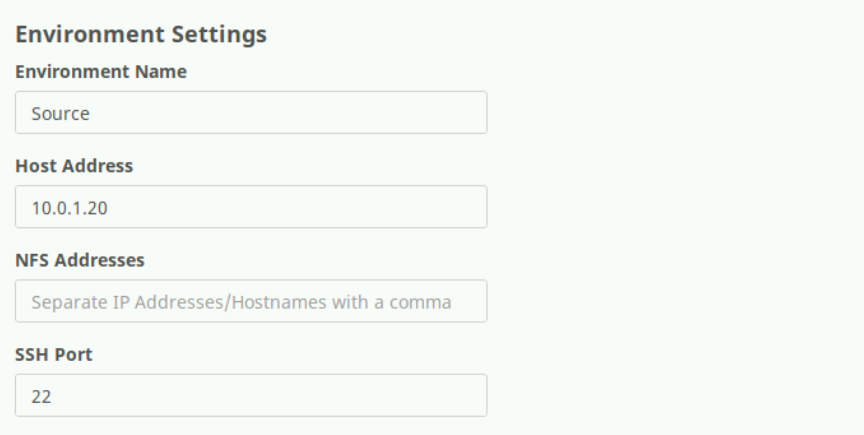 Environment Settings
Environment Name
Source
Host Address
10.0.1.20
NFS Addresses
Separate IP Addresses/Hostnames with a comma
SSH Port
22